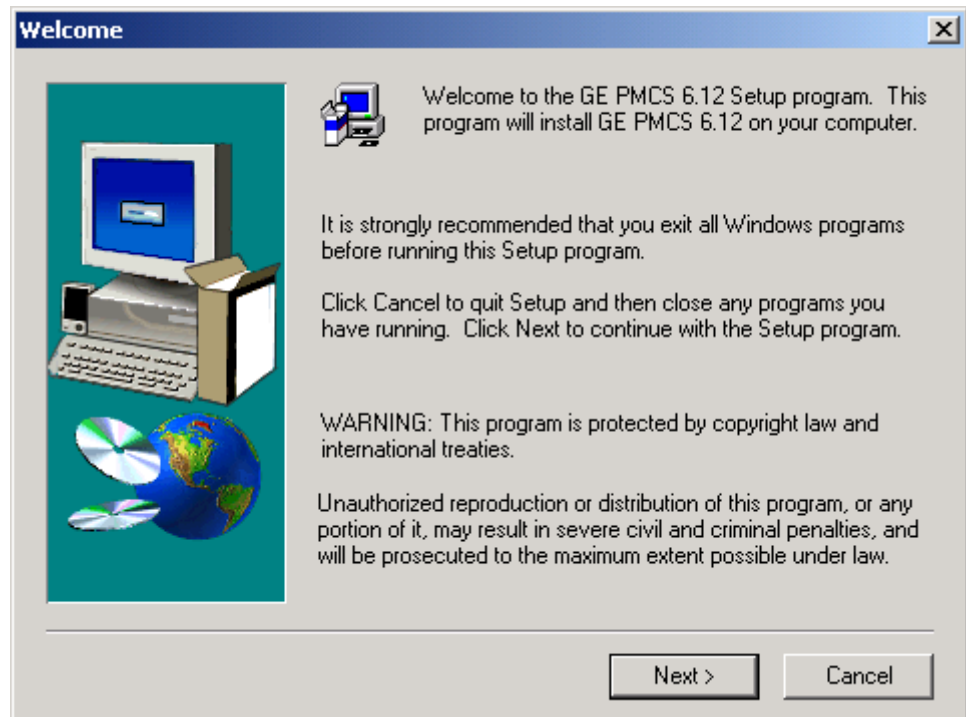 Welcome
Welcome to the GE PMCS 6.12 Setup program.  This
program will install GE PMCS 6.12 on your computer.
It is strongly recommended that you exit all Windows programs
before running this Setup program.
Click Cancel to quit Setup and then close any programs you
have running.  Click Next to continue with the Setup program.
WARNING: This program is protected by copyright law and
international treaties.
Unauthorized reproduction or distribution of this program, or any
portion of it, may result in severe civil and criminal penalties, and
will be prosecuted to the maximum extent possible under law.
Next >
Cancel